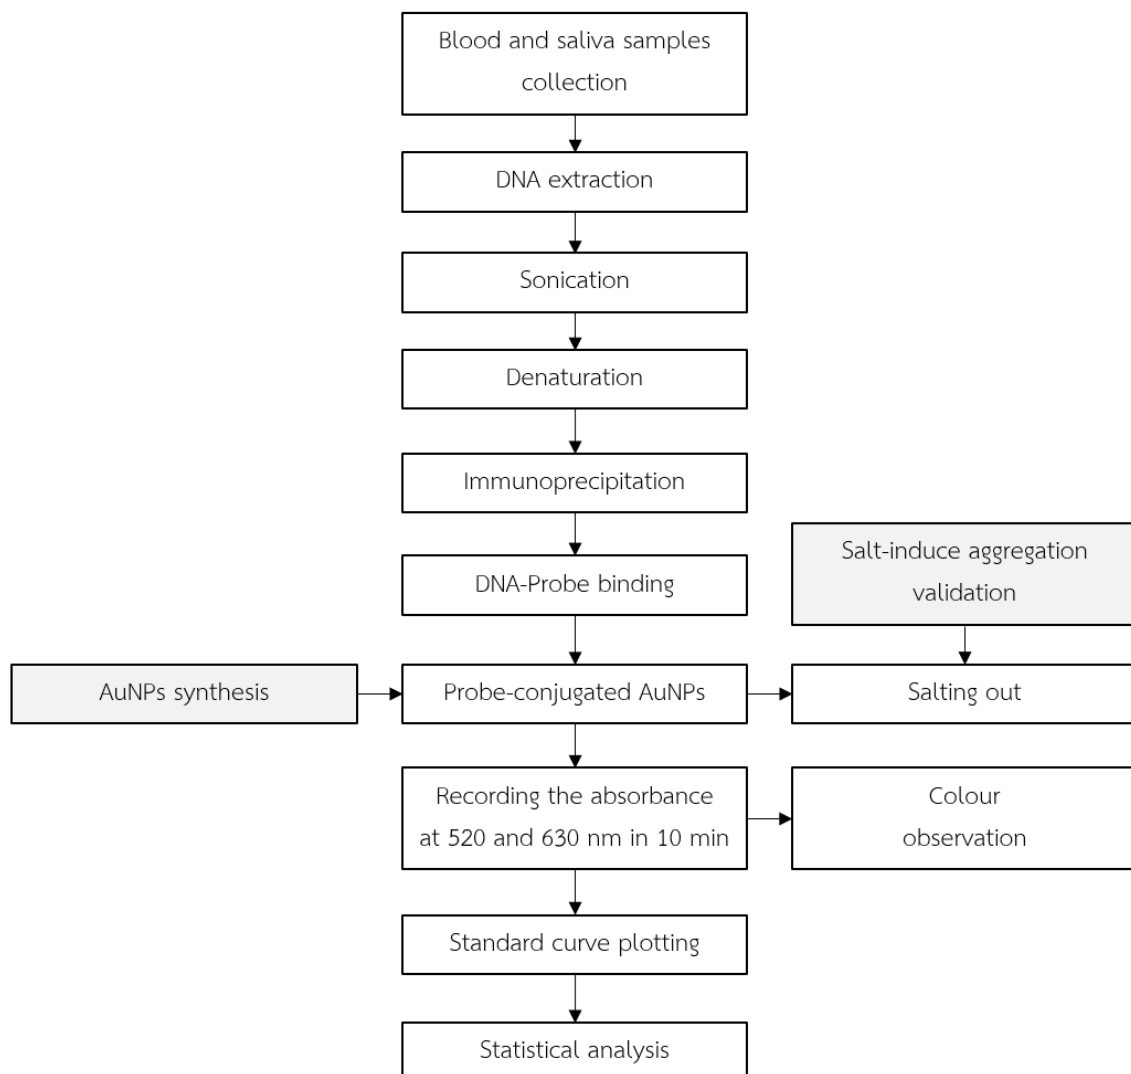 Blood and saliva samples
collection
DNA extraction
Sonication
Denaturation
Immunoprecipitation
DNA-Probe binding
Salt-induce aggregation
validation
AuNPs synthesis
Probe-conjugated AuNPs
Salting out
Recording the absorbance
at 520 and 630 nm in 10 min
Colour
observation
Standard curve plotting
Statistical analysis